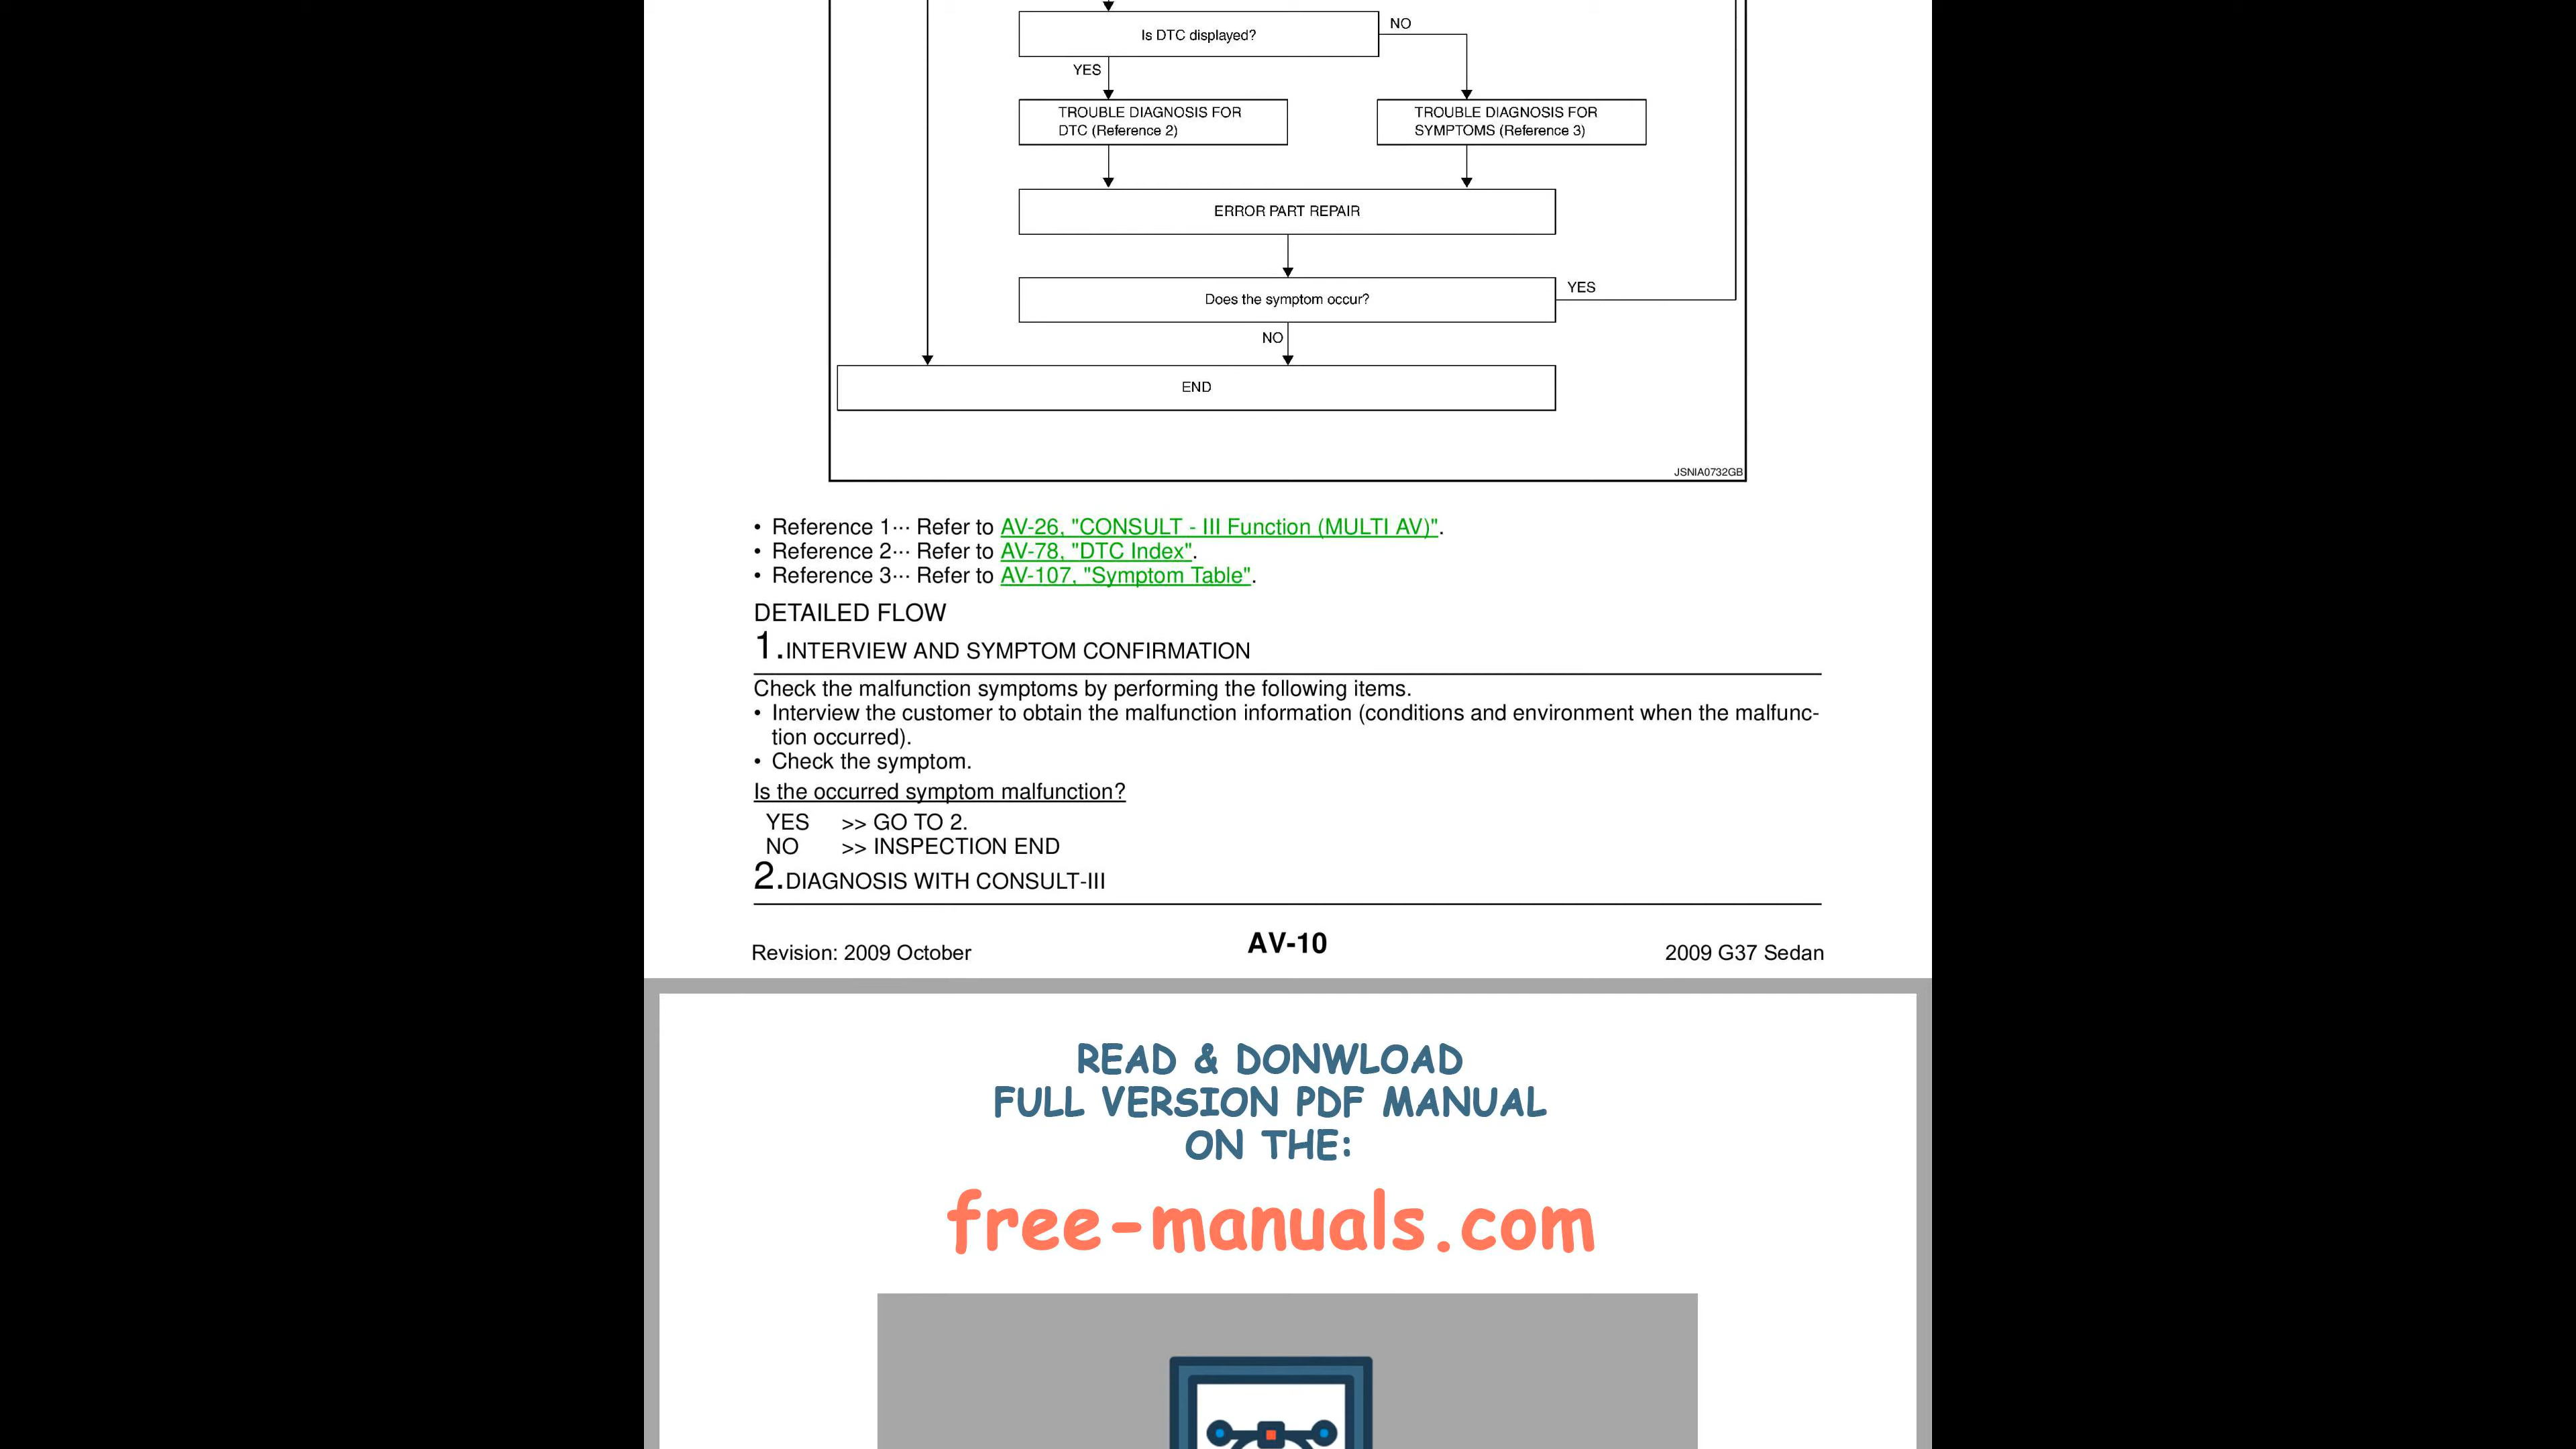 Is DTC displayed?
NO
YES
TROUBLE DIAGNOSIS FOR
DTC (Reference 2)
TROUBLE DIAGNOSIS FOR
SYMPTOMS (Reference 3)
ERROR PART REPAIR
Does the symptom occur?
YES
NO
END
JSNIA0732GB
• Reference 1··· Refer to AV-26, "CONSULT - III Function (MULTI AV)".
• Reference 2··· Refer to AV-78, "DTC Index".
• Reference 3··· Refer to AV-107, "Symptom Table".
DETAILED FLOW
1.INTERVIEW AND SYMPTOM CONFIRMATION
Check the malfunction symptoms by performing the following items.
• Interview the customer to obtain the malfunction information (conditions and environment when the malfunc-
tion occurred).
• Check the symptom.
Is the occurred symptom malfunction?
YES >> GO TO 2.
NO >> INSPECTION END
2.DIAGNOSIS WITH CONSULT-III
Revision: 2009 October
AV-10
2009 G37 Sedan
READ & DONWLOAD
FULL VERSION PDF MANUAL
ON THE:
free-manuals.com